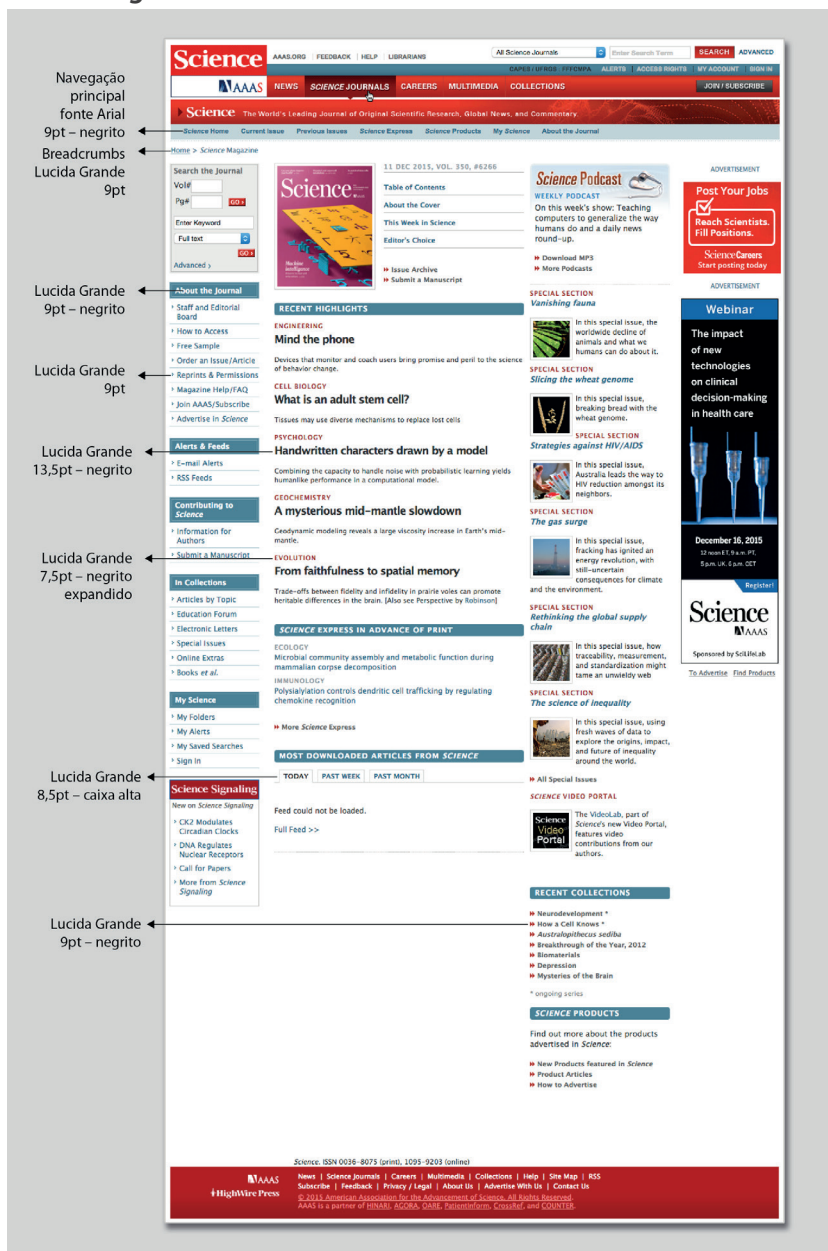 Navegação
principal
fonte Arial
9pt – negrito
Breadcrumbs
Lucida Grande
9pt
Lucida Grande
9pt – negrito
Lucida Grande
9pt
Lucida Grande
13,5pt – negrito
Lucida Grande
7,5pt – negrito
expandido
Lucida Grande
8,5pt – caixa alta
Lucida Grande
9pt – negrito
Science
AAAS.ORG | FEEDBACK | HELP | LIBRARIANS
All Science Journals
Enter Search Term
SEARCH ADVANCED
CAPES / UFRGS / FFCMPA ALERTS | ACCESS RIGHTS | MY ACCOUNT | SIGN IN
AAAS NEWS SCIENCE JOURNALS CAREERS MULTIMEDIA COLLECTIONS JOIN / SUBSCRIBE
Science The World's Leading Journal of Original Scientific Research, Global News, and Commentary.
Science Home Current Issue Previous Issues Science Express Science Products My Science About the Journal
Home > Science Magazine
Search the Journal
Vol#
Pg# GO
Enter Keyword
Full text
GO
Advanced >
About the Journal
Staff and Editorial
Board
How to Access
Free Sample
Order an Issue/Article
Reprints & Permissions
Magazine Help/FAQ
Join AAAS/Subscribe
Advertise in Science
Alerts & Feeds
E-mail Alerts
RSS Feeds
Contributing to
Science
Information for
Authors
Submit a Manuscript
In Collections
Articles by Topic
Education Forum
Electronic Letters
Special Issues
Online Extras
Books et al.
My Science
My Folders
My Alerts
My Saved Searches
Sign In
Science Signaling
New on Science Signaling
CK2 Modulates
Circadian Clocks
DNA Regulates
Nuclear Receptors
Call for Papers
More from Science
Signaling
Science
Machine
intelligence
11 DEC 2015, VOL. 350, #6266
Table of Contents
About the Cover
This Week in Science
Editor's Choice
Issue Archive
Submit a Manuscript
RECENT HIGHLIGHTS
ENGINEERING
Mind the phone
Devices that monitor and coach users bring promise and peril to the science
of behavior change.
CELL BIOLOGY
What is an adult stem cell?
Tissues may use diverse mechanisms to replace lost cells
PSYCHOLOGY
Handwritten characters drawn by a model
Combining the capacity to handle noise with probabilistic learning yields
humanlike performance in a computational model.
GEOCHEMISTRY
A mysterious mid-mantle slowdown
Geodynamic modeling reveals a large viscosity increase in Earth's mid-
mantle.
EVOLUTION
From faithfulness to spatial memory
Trade-offs between fidelity and infidelity in prairie voles can promote
heritable differences in the brain. [Also see Perspective by Robinson]
SCIENCE EXPRESS IN ADVANCE OF PRINT
ECOLOGY
Microbial community assembly and metabolic function during
mammalian corpse decomposition
IMMUNOLOGY
Polysialylation controls dendritic cell trafficking by regulating
chemokine recognition
More Science Express
MOST DOWNLOADED ARTICLES FROM SCIENCE
TODAY PAST WEEK PAST MONTH
Feed could not be loaded.
Full Feed >>
Science Podcast
WEEKLY PODCAST
On this week's show: Teaching
computers to generalize the way
humans do and a daily news
round-up.
Download MP3
More Podcasts
SPECIAL SECTION
Vanishing fauna
In this special issue, the
worldwide decline of
animals and what we
humans can do about it.
SPECIAL SECTION
Slicing the wheat genome
In this special issue,
breaking bread with the
wheat genome.
SPECIAL SECTION
Strategies against HIV/AIDS
In this special issue,
Australia leads the way to
HIV reduction amongst its
neighbors.
SPECIAL SECTION
The gas surge
In this special issue,
fracking has ignited an
energy revolution, with
still-uncertain
consequences for climate
and the environment.
SPECIAL SECTION
Rethinking the global supply
chain
In this special issue, how
traceability, measurement,
and standardization might
tame an unwieldy web
SPECIAL SECTION
The science of inequality
In this special issue, using
fresh waves of data to
explore the origins, impact,
and future of inequality
around the world.
All Special Issues
SCIENCE VIDEO PORTAL
Science
Video
Portal
The VideoLab, part of
Science's new Video Portal,
features video
contributions from our
authors.
RECENT COLLECTIONS
Neurodevelopment *
How a Cell Knows *
Australopithecus sediba
Breakthrough of the Year, 2012
Biomaterials
Depression
Mysteries of the Brain
* ongoing series
SCIENCE PRODUCTS
Find out more about the products
advertised in Science:
New Products featured in Science
Product Articles
How to Advertise
ADVERTISEMENT
Post Your Jobs
Reach Scientists.
Fill Positions.
ScienceCareers
Start posting today
ADVERTISEMENT
Webinar
The impact
of new
technologies
on clinical
decision-making
in health care
December 16, 2015
12 noon ET, 9 a.m. PT,
5 p.m. UK, 6 p.m. CET
Register!
Science
AAAS
Sponsored by SciLifeLab
To Advertise Find Products
Science. ISSN 0036-8075 (print), 1095-9203 (online)
AAAS
HighWire Press
News | Science Journals | Careers | Multimedia | Collections | Help | Site Map | RSS
Subscribe | Feedback | Privacy / Legal | About Us | Advertise With Us | Contact Us
© 2015 American Association for the Advancement of Science. All Rights Reserved.
AAAS is a partner of HINARI, AGORA, OARE, PatientInform, CrossRef, and COUNTER.